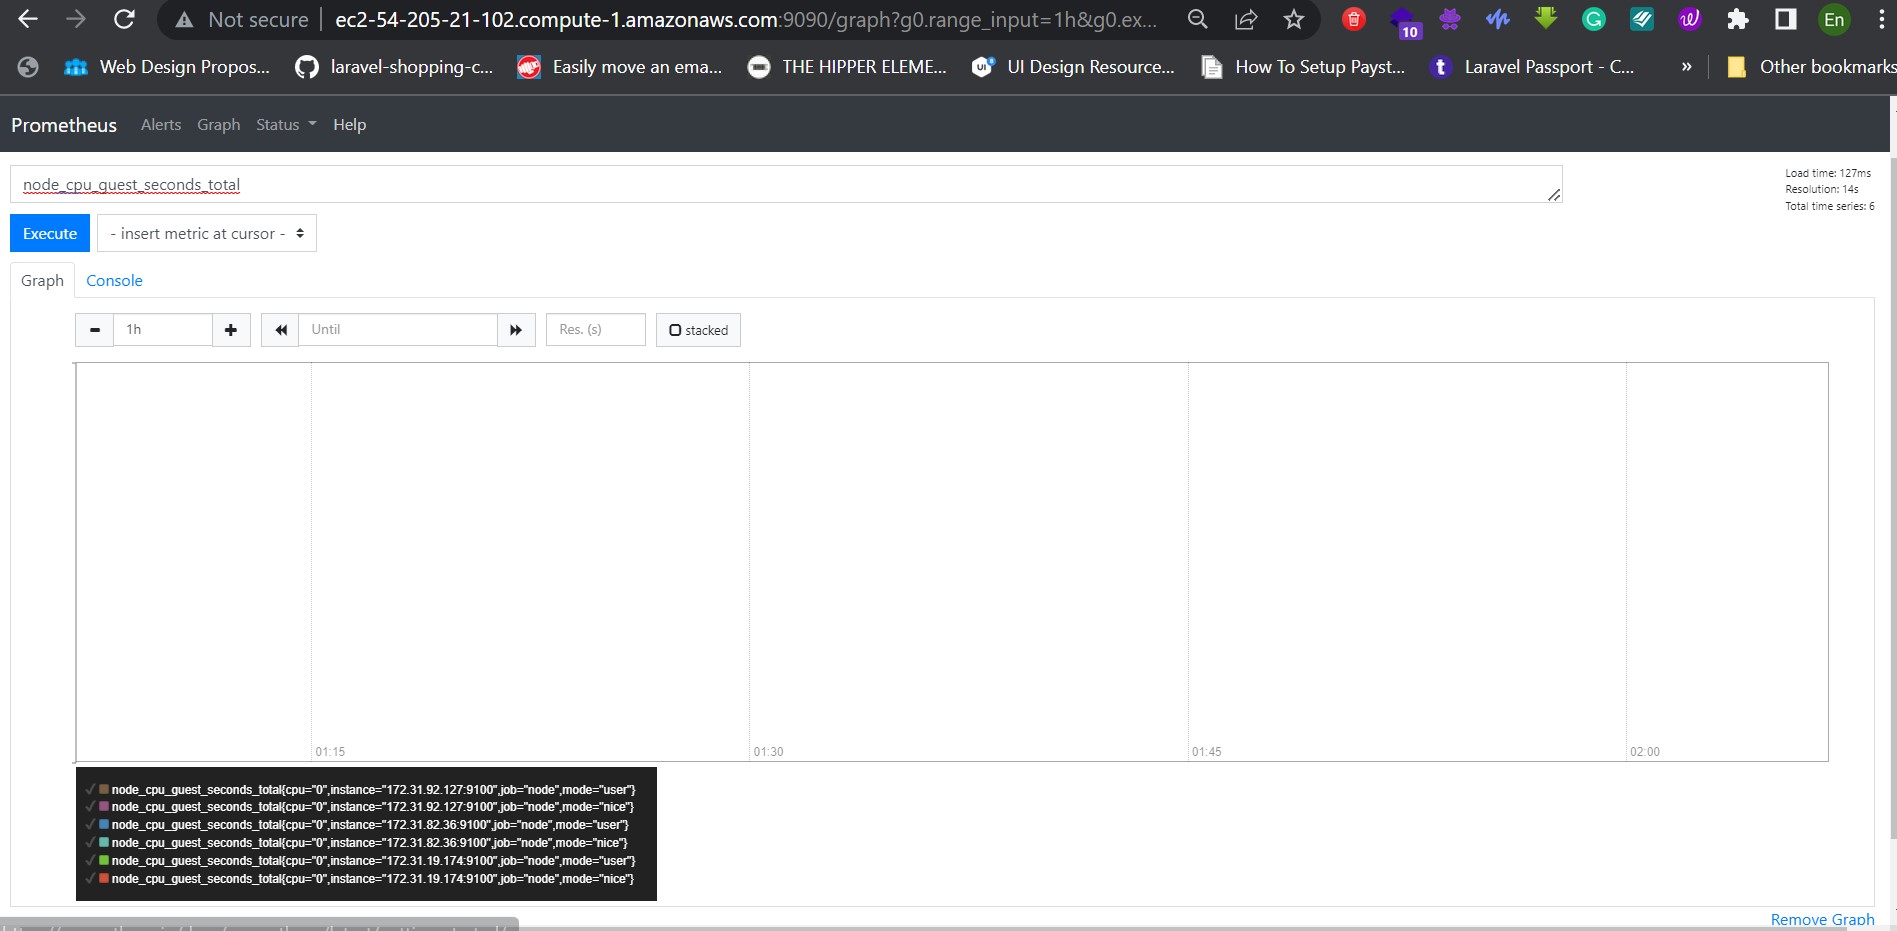 Not secure ec2-54-205-21-102.compute-1.amazonaws.com:9090/graph?g0.range_input=1h&g0.ex... 10 En
Web Design Propos... laravel-shopping-c... Easily move an ema... THE HIPPER ELEME... UI UI Design Resource... How To Setup Payst... t Laravel Passport - C... » Other bookmarks
Prometheus Alerts Graph Status Help
node_cpu_guest_seconds_total
Load time: 127ms
Resolution: 14s
Total time series: 6
Execute - insert metric at cursor -
Graph Console
1h Until Res. (s) stacked
01:15 01:30 01:45 02:00
node_cpu_guest_seconds_total{cpu="0",instance="172.31.92.127:9100",job="node",mode="user"}
node_cpu_guest_seconds_total{cpu="0",instance="172.31.92.127:9100",job="node",mode="nice"}
node_cpu_guest_seconds_total{cpu="0",instance="172.31.82.36:9100",job="node",mode="user"}
node_cpu_guest_seconds_total{cpu="0",instance="172.31.82.36:9100",job="node",mode="nice"}
node_cpu_guest_seconds_total{cpu="0",instance="172.31.19.174:9100",job="node",mode="user"}
node_cpu_guest_seconds_total{cpu="0",instance="172.31.19.174:9100",job="node",mode="nice"}
Remove Graph